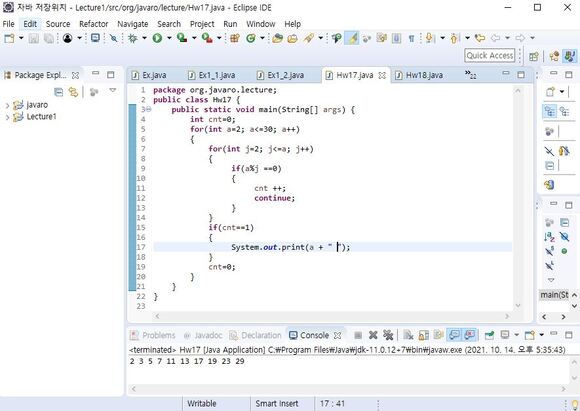 자바 저장위치 - Lecture1/src/org/javaro/lecture/Hw17.java - Eclipse IDE
File Edit Source Refactor Navigate Search Project Run Window Help
Quick Access
Package Expl...
javaro
Lecture1
Ex.java Ex1_1.java Ex1_2.java Hw17.java Hw18.java »22
1 package org.javaro.lecture;
2 public class Hw17 {
3 public static void main(String[] args) {
4 int cnt=0;
5 for(int a=2; a<=30; a++)
6 {
7 for(int j=2; j<=a; j++)
8 {
9 if(a%j ==0)
10 {
11 cnt ++;
12 continue;
13 }
14 }
15 if(cnt==1)
16 {
17 System.out.print(a + " ");
18 }
19 cnt=0;
20 }
21 }
22 }
23
main(St
Problems Javadoc Declaration Console
<terminated> Hw17 [Java Application] C:₩Program Files₩Java₩jdk-11.0.12+7₩bin₩javaw.exe (2021. 10. 14. 오후 5:35:43)
2 3 5 7 11 13 17 19 23 29
Writable Smart Insert 17 : 41